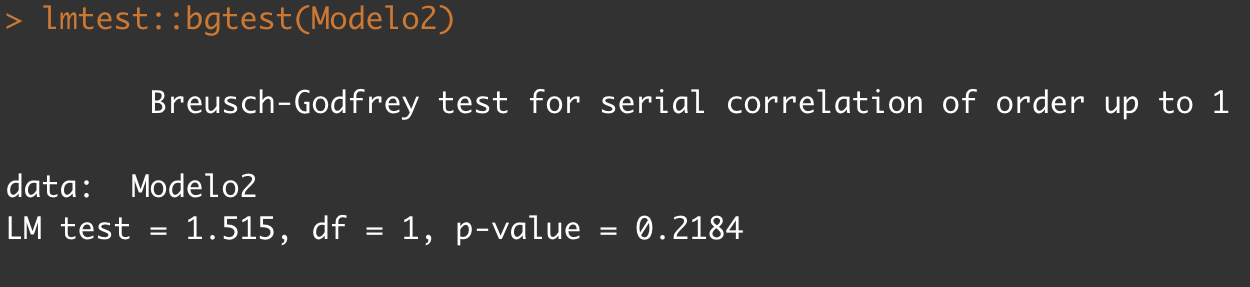 > lmtest::bgtest(Modelo2)
Breusch-Godfrey test for serial correlation of order up to 1
data:  Modelo2
LM test = 1.515, df = 1, p-value = 0.2184